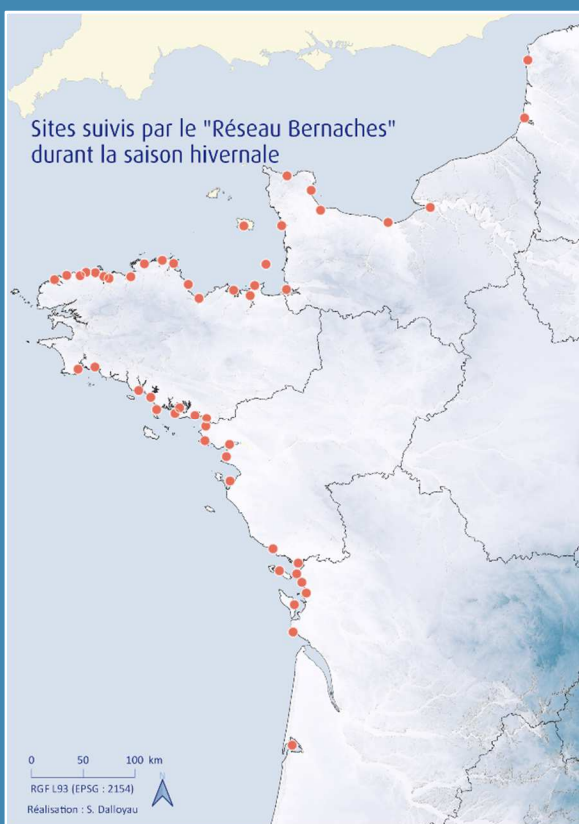 Sites suivis par le "Réseau Bernaches"
durant la saison hivernale
0 50 100 km
RGF L93 (EPSG : 2154)
N
Réalisation : S. Dalloyau